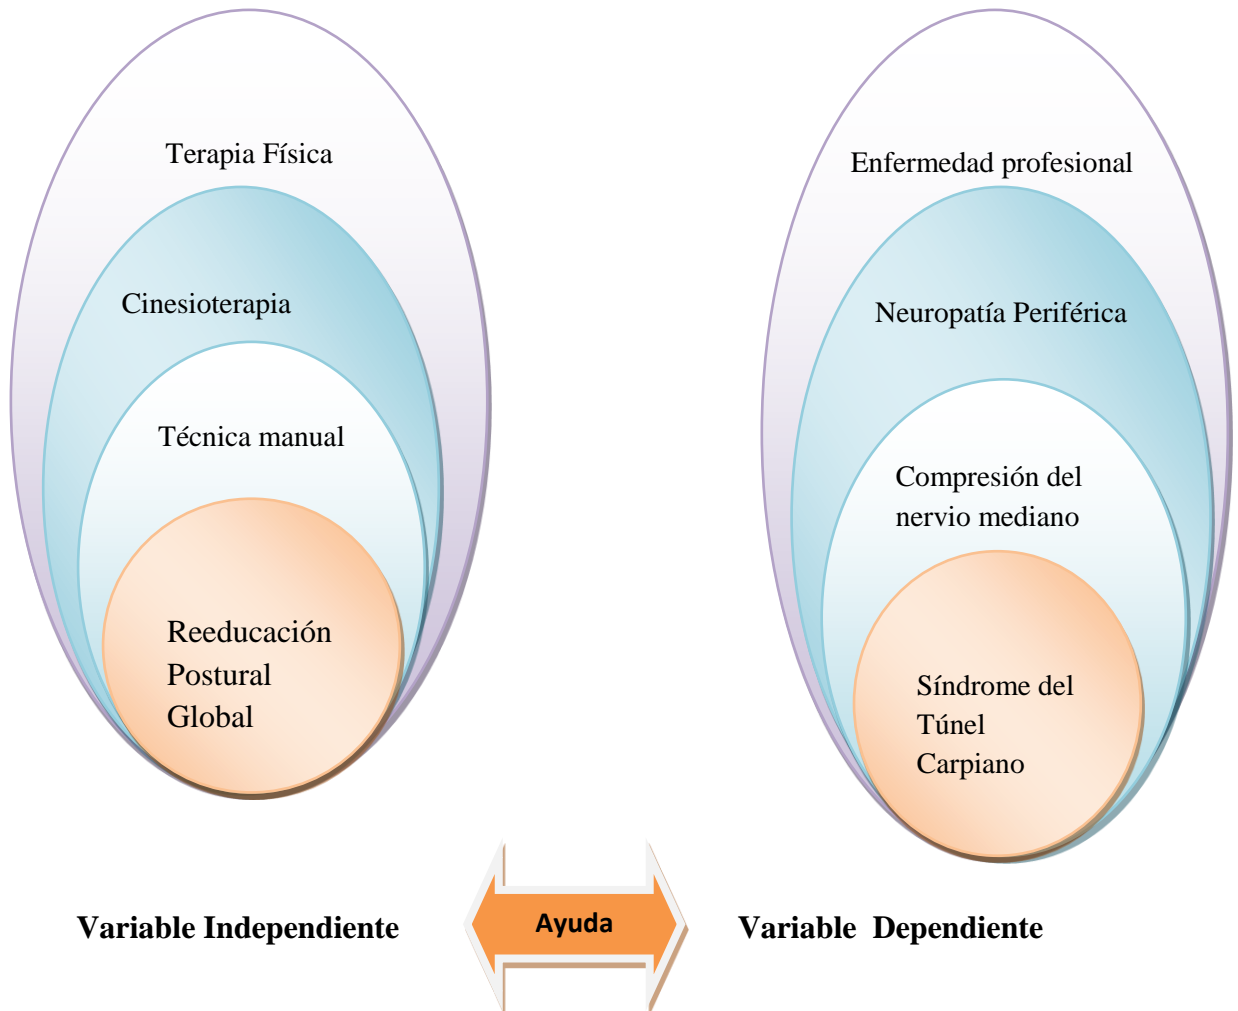 Terapia Física
Cinesioterapia
Técnica manual
Reeducación
Postural
Global
Enfermedad profesional
Neuropatía Periférica
Compresión del
nervio mediano
Síndrome del
Túnel
Carpiano
Variable Independiente
Ayuda
Variable  Dependiente